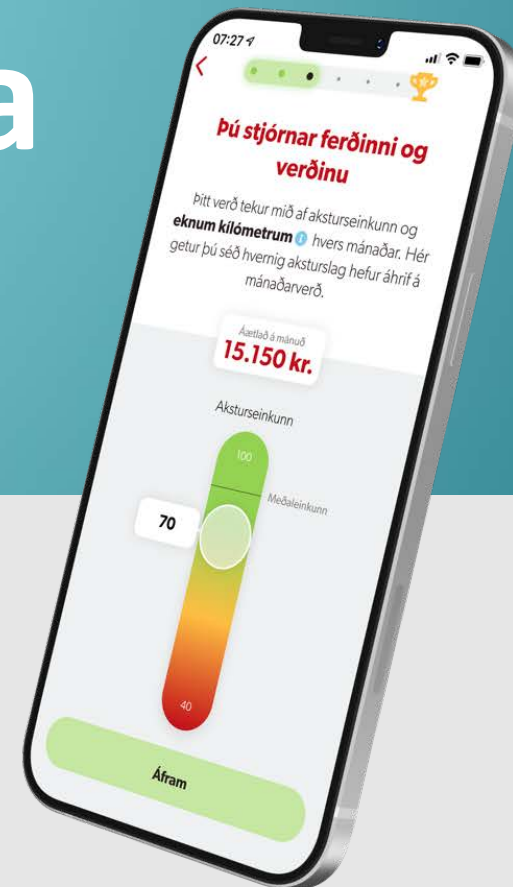 a
07:27
Þú stjórnar ferðinni og
verðinu
Þitt verð tekur mið af aksturseinkunn og
eknum kílómetrum i hvers mánaðar. Hér
getur þú séð hvernig aksturslag hefur áhrif á
mánaðarverð.
Áætlað á mánuð
15.150 kr.
Aksturseinkunn
100
Meðaleinkunn
70
40
Áfram